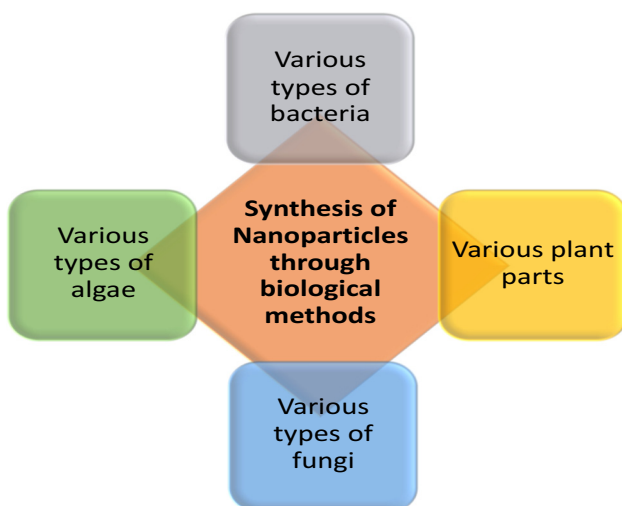 Various
types of
bacteria
Various
types of
algae
Synthesis of
Nanoparticles
through
biological
methods
Various plant
parts
Various
types of
fungi